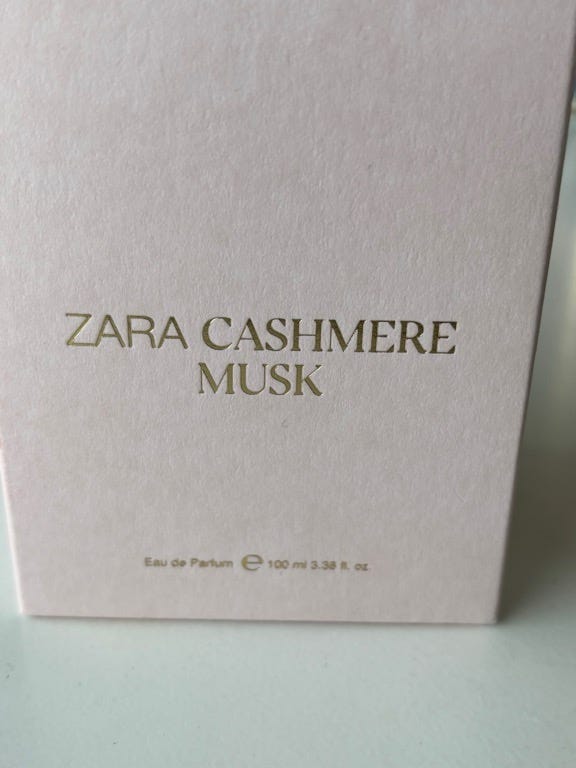 ZARA CASHMERE
MUSK
Eau de Parfum ℮ 100 ml 3.38 fl. oz.